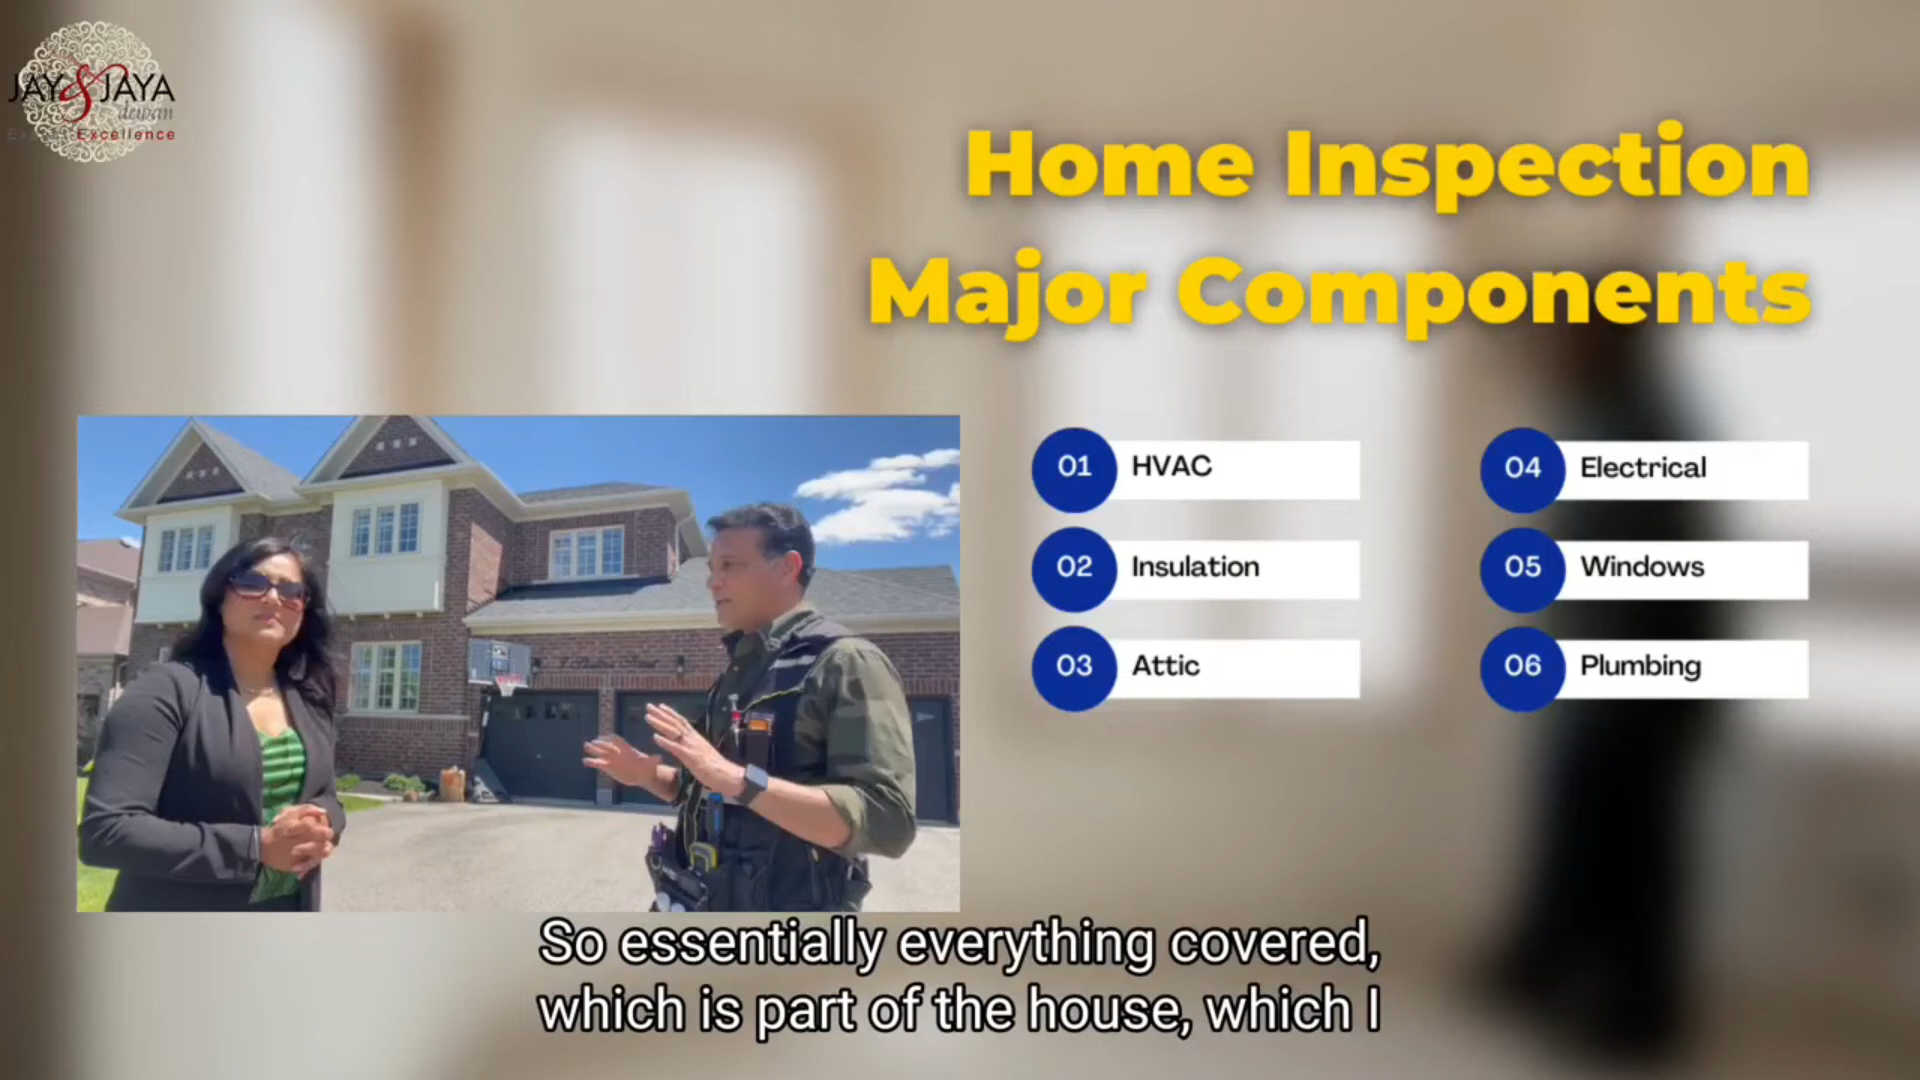 JAY & JAYA
dewan
Excellence
Home Inspection
Major Components
01 HVAC
02 Insulation
03 Attic
04 Electrical
05 Windows
06 Plumbing
So essentially everything covered,
which is part of the house, which I